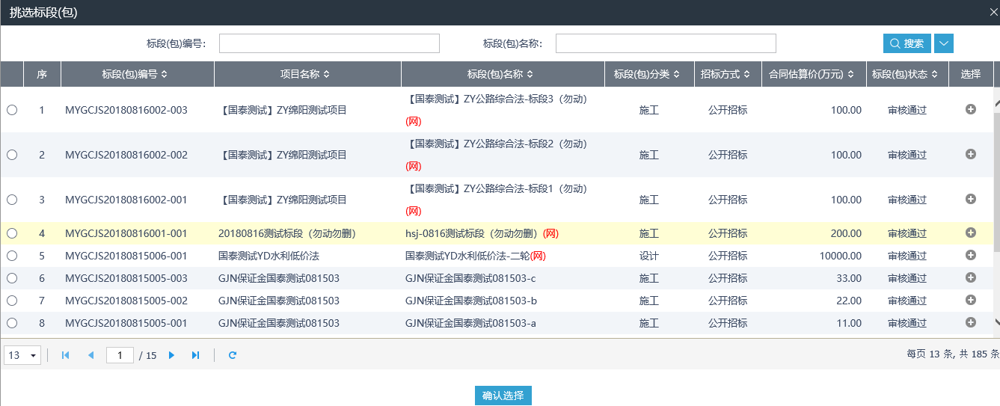 挑选标段(包)
标段(包)编号: 标段(包)名称: 搜索
序 标段(包)编号 项目名称 标段(包)名称 标段(包)分类 招标方式 合同估算价(万元) 标段(包)状态 选择
1 MYGCJS20180816002-003 【国泰测试】ZY绵阳测试项目 【国泰测试】ZY公路综合法-标段3（勿动） 施工 公开招标 100.00 审核通过
(网)
2 MYGCJS20180816002-002 【国泰测试】ZY绵阳测试项目 【国泰测试】ZY公路综合法-标段2（勿动） 施工 公开招标 100.00 审核通过
(网)
3 MYGCJS20180816002-001 【国泰测试】ZY绵阳测试项目 【国泰测试】ZY公路综合法-标段1（勿动） 施工 公开招标 100.00 审核通过
(网)
4 MYGCJS20180816001-001 20180816测试标段（勿动勿删） hsj-0816测试标段（勿动勿删）(网) 施工 公开招标 200.00 审核通过
5 MYGCJS20180815006-001 国泰测试YD水利低价法 国泰测试YD水利低价法-二轮(网) 设计 公开招标 10000.00 审核通过
6 MYGCJS20180815005-003 GJN保证金国泰测试081503 GJN保证金国泰测试081503-c 施工 公开招标 33.00 审核通过
7 MYGCJS20180815005-002 GJN保证金国泰测试081503 GJN保证金国泰测试081503-b 施工 公开招标 22.00 审核通过
8 MYGCJS20180815005-001 GJN保证金国泰测试081503 GJN保证金国泰测试081503-a 施工 公开招标 11.00 审核通过
13 1 / 15 每页 13 条, 共 185 条
确认选择